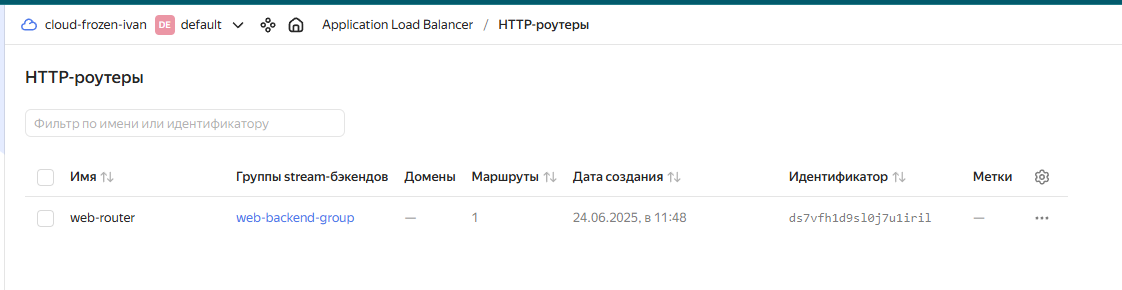 cloud-frozen-ivan DE default Application Load Balancer / HTTP-роутеры
HTTP-роутеры
Фильтр по имени или идентификатору
Имя Группы stream-бэкендов Домены Маршруты Дата создания Идентификатор Метки
web-router web-backend-group — 1 24.06.2025, в 11:48 ds7vfh1d9sl0j7u1iril —